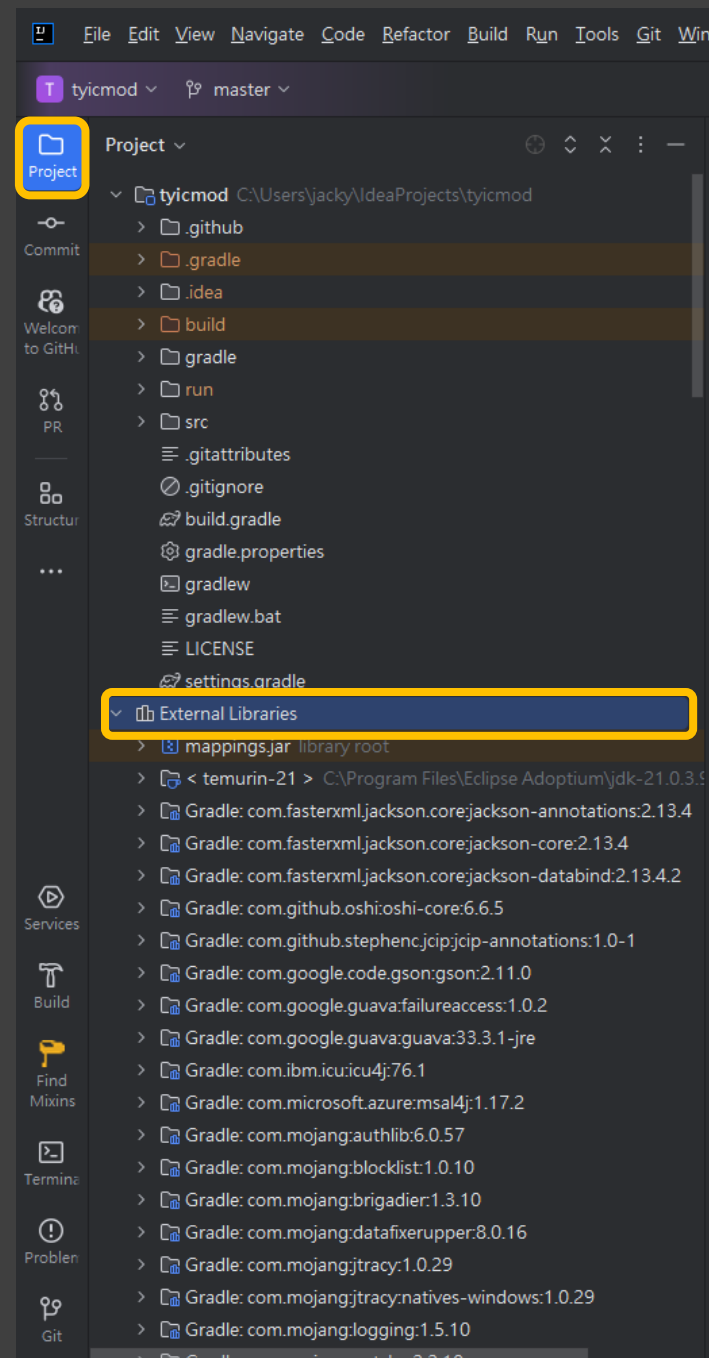 File Edit View Navigate Code Refactor Build Run Tools Git Win
T tyicmod master
Project
Project
Commit
Welcom
to GitHu
PR
Structur
tyicmod C:\Users\jacky\IdeaProjects\tyicmod
.github
.gradle
.idea
build
gradle
run
src
.gitattributes
.gitignore
build.gradle
gradle.properties
gradlew
gradlew.bat
LICENSE
settings.gradle
External Libraries
mappings.jar library root
< temurin-21 > C:\Program Files\Eclipse Adoptium\jdk-21.0.3.9
Gradle: com.fasterxml.jackson.core:jackson-annotations:2.13.4
Gradle: com.fasterxml.jackson.core:jackson-core:2.13.4
Gradle: com.fasterxml.jackson.core:jackson-databind:2.13.4.2
Gradle: com.github.oshi:oshi-core:6.6.5
Gradle: com.github.stephenc.jcip:jcip-annotations:1.0-1
Gradle: com.google.code.gson:gson:2.11.0
Gradle: com.google.guava:failureaccess:1.0.2
Gradle: com.google.guava:guava:33.3.1-jre
Gradle: com.ibm.icu:icu4j:76.1
Gradle: com.microsoft.azure:msal4j:1.17.2
Gradle: com.mojang:authlib:6.0.57
Gradle: com.mojang:blocklist:1.0.10
Gradle: com.mojang:brigadier:1.3.10
Gradle: com.mojang:datafixerupper:8.0.16
Gradle: com.mojang:jtracy:1.0.29
Gradle: com.mojang:jtracy:natives-windows:1.0.29
Gradle: com.mojang:logging:1.5.10
Services
Build
Find
Mixins
Termina
Problen
Git